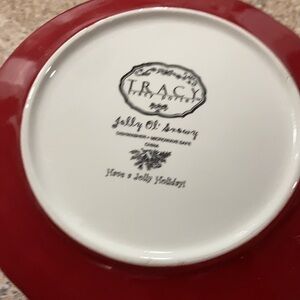 TRACY
Jolly Ol' Snowy
DISHWASHER • MICROWAVE SAFE
CHINA
Have a Jolly Holiday!